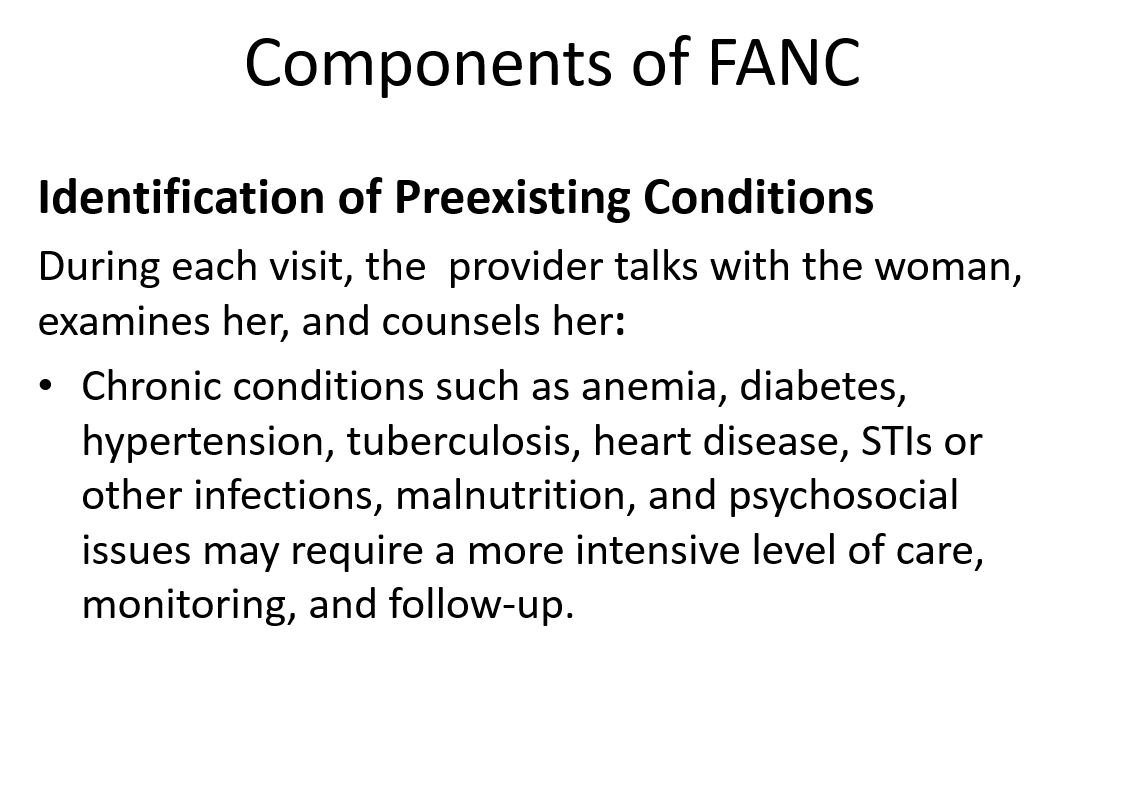 Components of FANC
Identification of Preexisting Conditions
During each visit, the  provider talks with the woman,
examines her, and counsels her:
• Chronic conditions such as anemia, diabetes,
hypertension, tuberculosis, heart disease, STIs or
other infections, malnutrition, and psychosocial
issues may require a more intensive level of care,
monitoring, and follow-up.